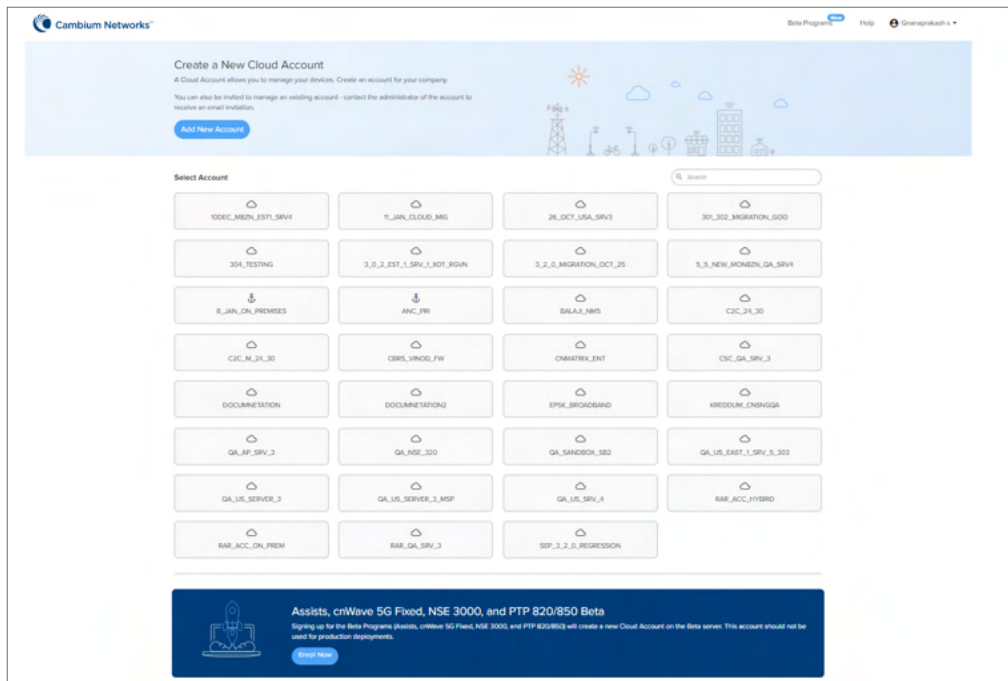 Cambium Networks™
Beta Programs New Help Gnanaprakash s
Create a New Cloud Account
A Cloud Account allows you to manage your devices. Create an account for your company.
You can also be invited to manage an existing account - contact the administrator of the account to
receive an email invitation.
Add New Account
Select Account
Search
10DEC_MBZN_EST1_SRV4 11_JAN_CLOUD_MIG 26_OCT_USA_SRV3 301_302_MIGRATION_GOO
304_TESTING 3_0_2_EST_1_SRV_1_XOT_RGVN 3_2_0_MIGRATION_OCT_25 5_5_NEW_MONBZN_QA_SRV4
8_JAN_ON_PREMISES ANC_PRI BALAJI_NMS C2C_24_30
C2C_M_24_30 CBRS_VINOD_FW CNMATRIX_ENT CSC_QA_SRV_3
DOCUMNETATION DOCUMNETATION2 EPSK_BROADBAND KREDDUM_CNSNGQA
QA_AP_SRV_3 QA_NSE_320 QA_SANDBOX_SB2 QA_US_EAST_1_SRV_5_303
QA_US_SERVER_3 QA_US_SERVER_3_MSP QA_US_SRV_4 RAR_ACC_HYBRID
RAR_ACC_ON_PREM RAR_QA_SRV_3 SEP_3_2_0_REGRESSION
Assists, cnWave 5G Fixed, NSE 3000, and PTP 820/850 Beta
Signing up for the Beta Programs (Assists, cnWave 5G Fixed, NSE 3000, and PTP 820/850) will create a new Cloud Account on the Beta server. This account should not be
used for production deployments.
Enroll Now